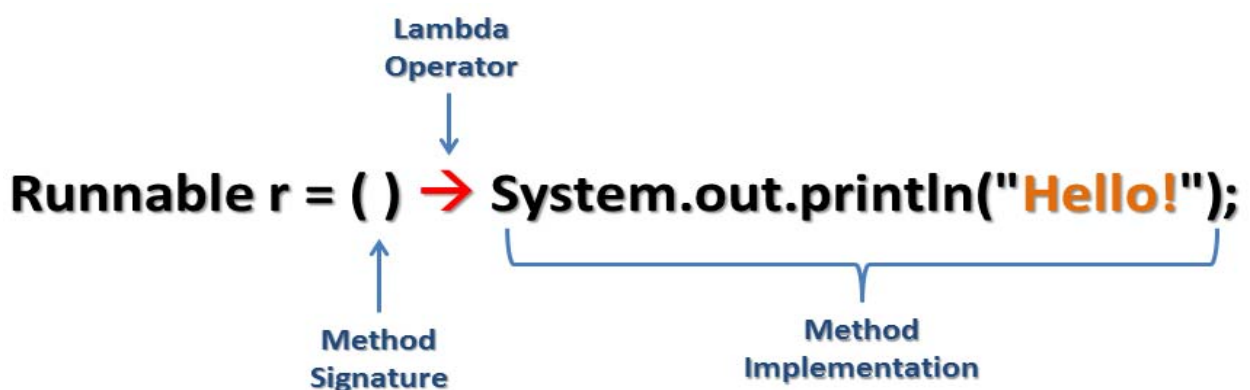 Lambda
Operator
Runnable r = ( ) → System.out.println("Hello!");
Method
Signature
Method
Implementation